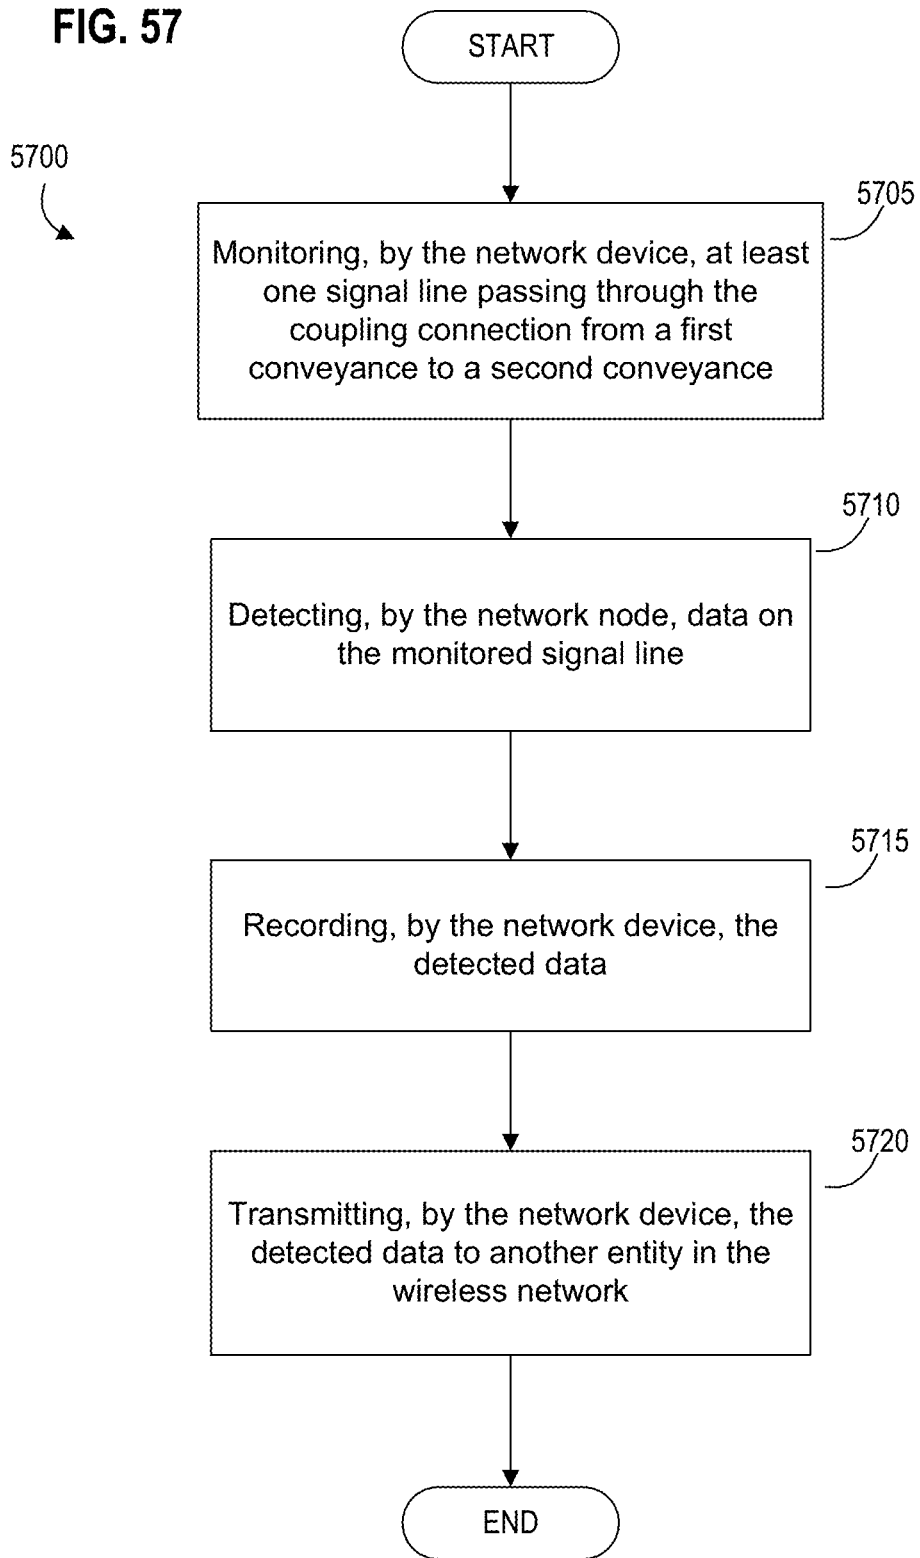 FIG. 57
START
5700
5705
Monitoring, by the network device, at least
one signal line passing through the
coupling connection from a first
conveyance to a second conveyance
5710
Detecting, by the network node, data on
the monitored signal line
5715
Recording, by the network device, the
detected data
5720
Transmitting, by the network device, the
detected data to another entity in the
wireless network
END